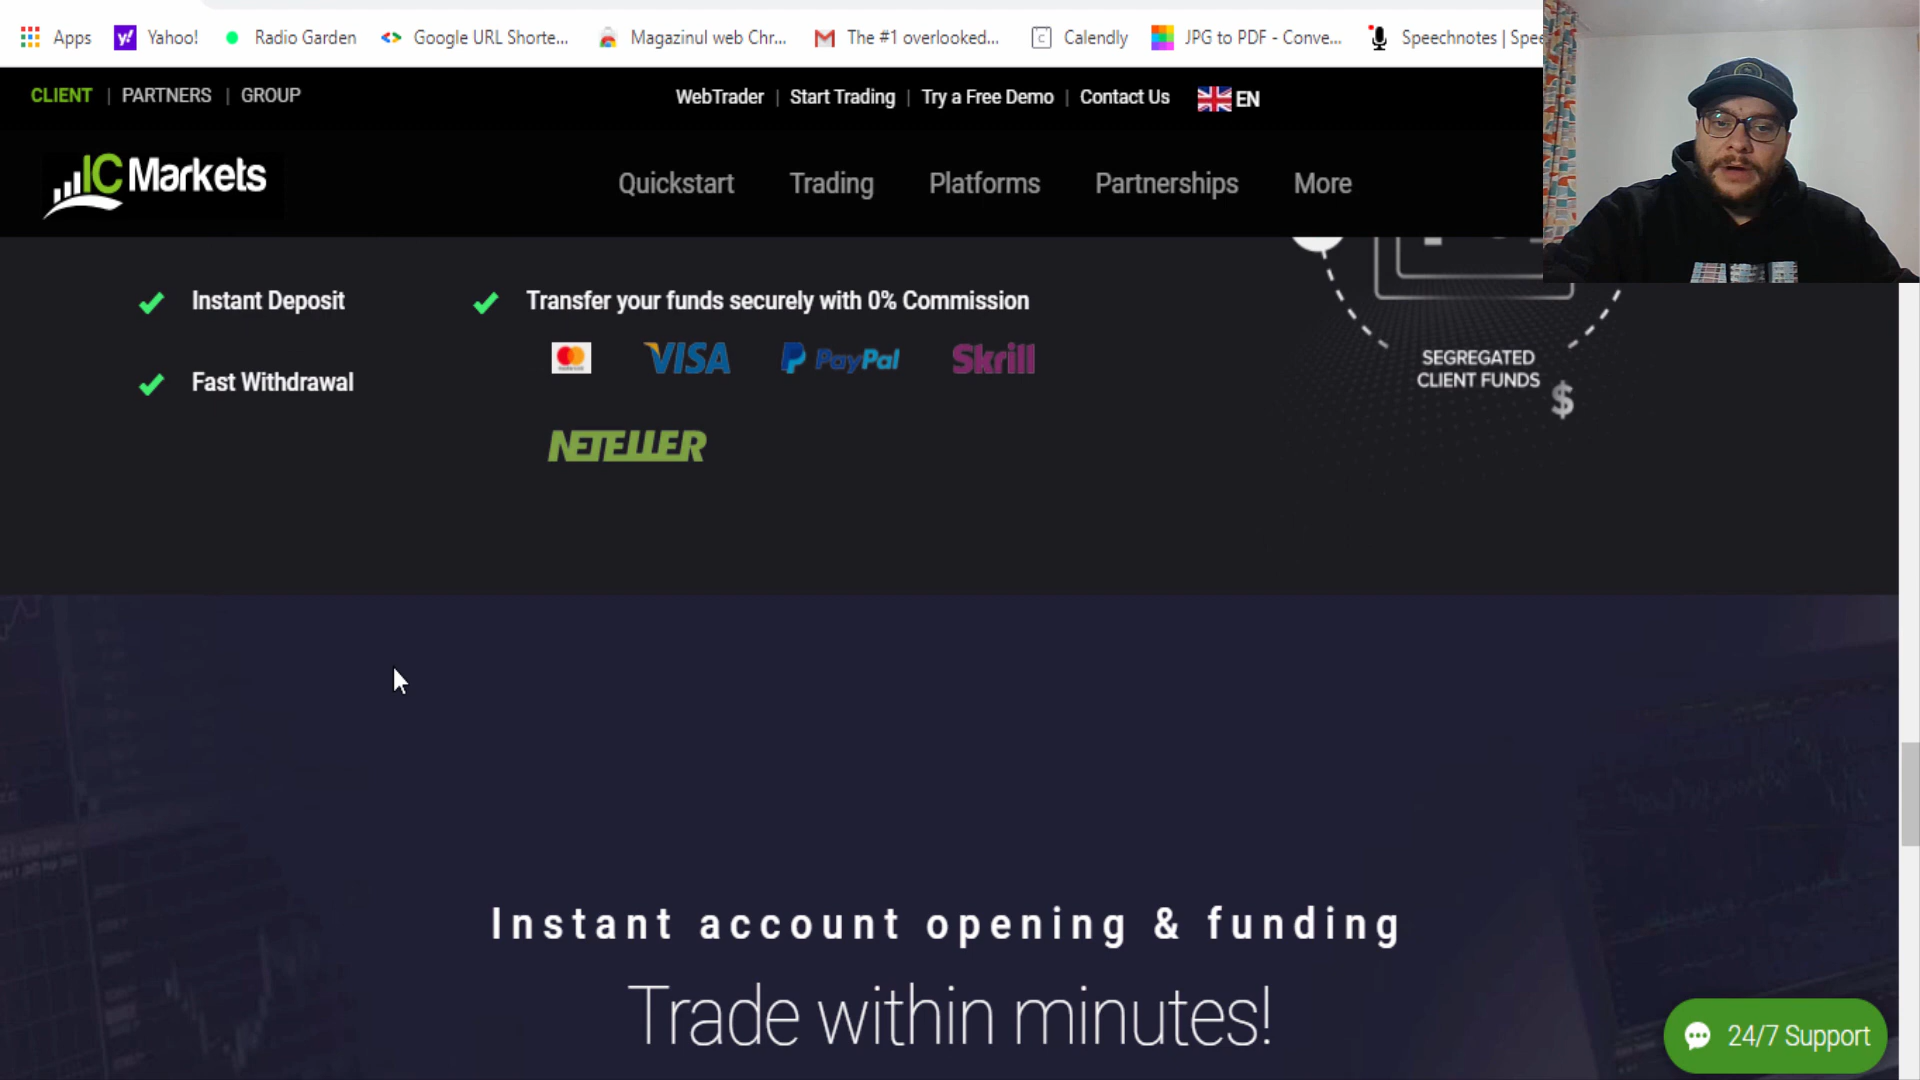 Apps Yahoo! Radio Garden Google URL Shorte... Magazinul web Chr... The #1 overlooked... Calendly JPG to PDF - Conve... Speechnotes | Spee
CLIENT | PARTNERS | GROUP
WebTrader | Start Trading | Try a Free Demo | Contact Us EN
IC Markets
Quickstart Trading Platforms Partnerships More
Instant Deposit
Transfer your funds securely with 0% Commission
VISA PayPal Skrill
SEGREGATED
CLIENT FUNDS
$
Fast Withdrawal
NETELLER
Instant account opening & funding
Trade within minutes!
24/7 Support